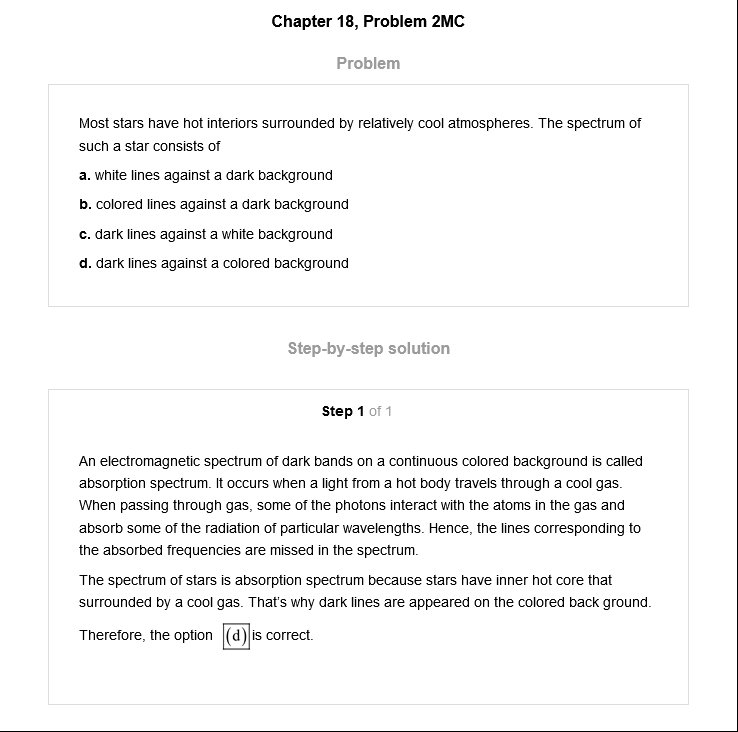 Chapter 18, Problem 2MC
Problem
Most stars have hot interiors surrounded by relatively cool atmospheres. The spectrum of
such a star consists of
a. white lines against a dark background
b. colored lines against a dark background
c. dark lines against a white background
d. dark lines against a colored background
Step-by-step solution
Step 1 of 1
An electromagnetic spectrum of dark bands on a continuous colored background is called
absorption spectrum. It occurs when a light from a hot body travels through a cool gas.
When passing through gas, some of the photons interact with the atoms in the gas and
absorb some of the radiation of particular wavelengths. Hence, the lines corresponding to
the absorbed frequencies are missed in the spectrum.
The spectrum of stars is absorption spectrum because stars have inner hot core that
surrounded by a cool gas. That's why dark lines are appeared on the colored back ground.
Therefore, the option (d) is correct.